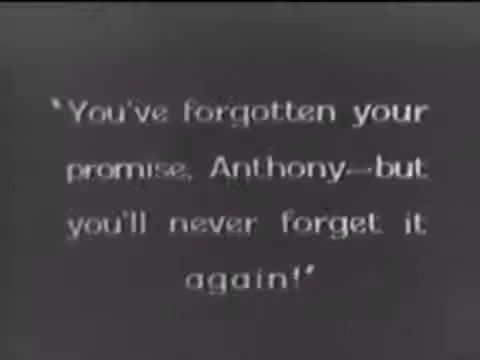 "You've forgotten your
promise, Anthony—but
you'll never forget it
again!"